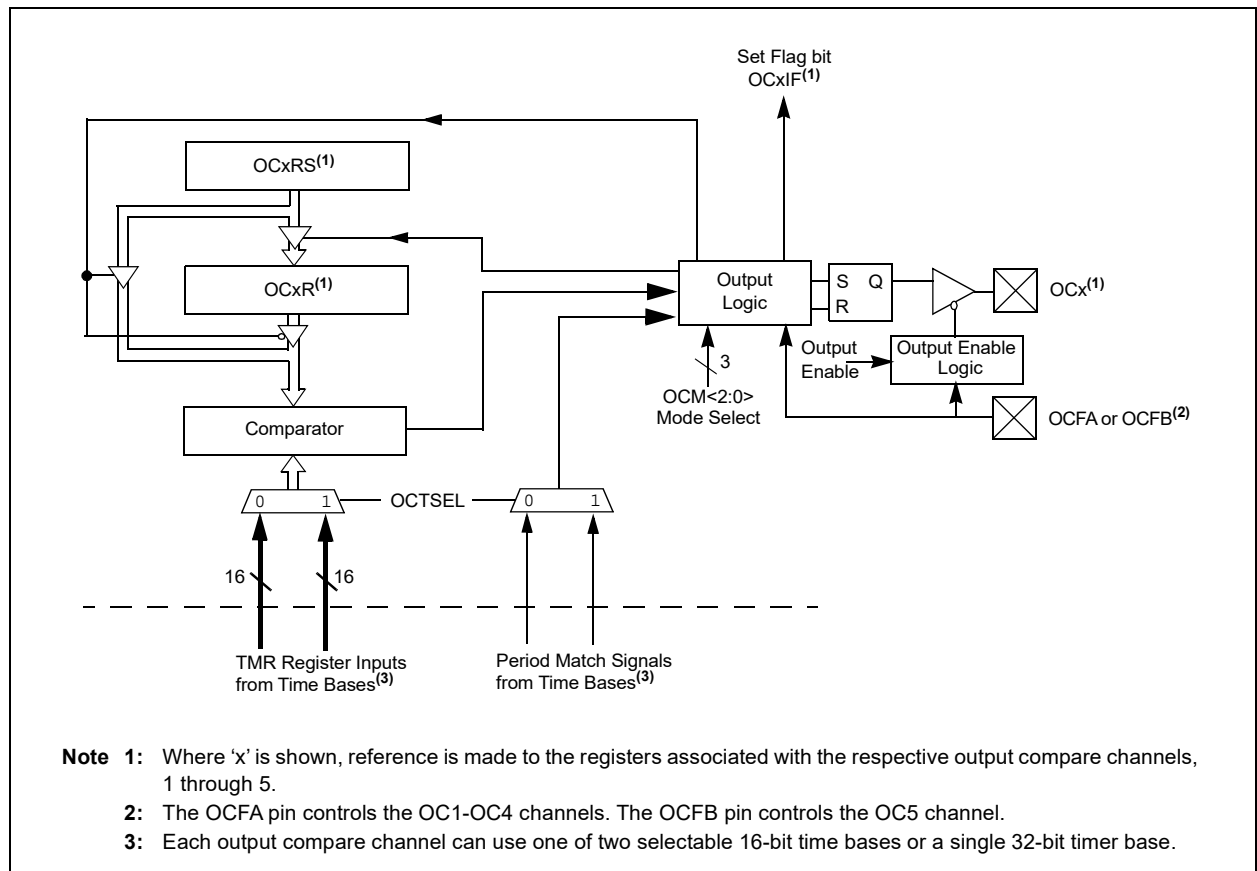 Set Flag bit
OCxIF(1)
OCxRS(1)
OCxR(1)
Output
Logic
S Q
R
OCx(1)
Output
Enable
Output Enable
Logic
3
OCM<2:0>
Mode Select
OCFA or OCFB(2)
Comparator
0 1
OCTSEL
0 1
16
16
TMR Register Inputs
from Time Bases(3)
Period Match Signals
from Time Bases(3)
Note 1: Where ‘x’ is shown, reference is made to the registers associated with the respective output compare channels,
1 through 5.
2: The OCFA pin controls the OC1-OC4 channels. The OCFB pin controls the OC5 channel.
3: Each output compare channel can use one of two selectable 16-bit time bases or a single 32-bit timer base.